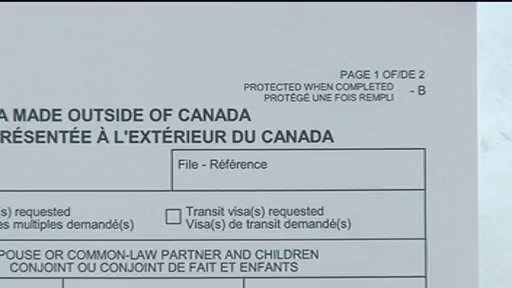 PAGE 1 OF/DE 2
PROTECTED WHEN COMPLETED - B
PROTÉGÉ UNE FOIS REMPLI
A MADE OUTSIDE OF CANADA
RÉSENTÉE À L'EXTÉRIEUR DU CANADA
File - Référence
(s) requested
es multiples demandé(s)
Transit visa(s) requested
Visa(s) de transit demandé(s)
POUSE OR COMMON-LAW PARTNER AND CHILDREN
CONJOINT OU CONJOINT DE FAIT ET ENFANTS